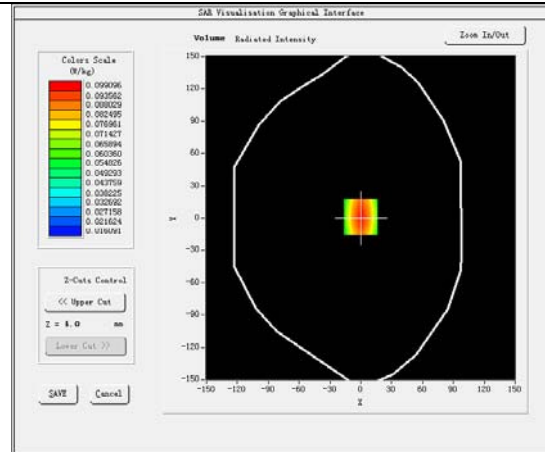 SAR Visualisation Graphical Interface
Volume Radiated Intensity
Zoom In/Out
Colors Scale
(W/kg)
0.099096
0.093562
0.088029
0.082495
0.076961
0.071427
0.065894
0.060360
0.054826
0.049293
0.043759
0.038225
0.032692
0.027158
0.021624
0.016091
150
120
90
60
30
0
-30
-60
-90
-120
-150
Y
-150 -120 -90 -60 -30 0 30 60 90 120 150
X
Z-Cuts Control
<< Upper Cut
Z = 4.0 mm
Lower Cut >>
SAVE Cancel